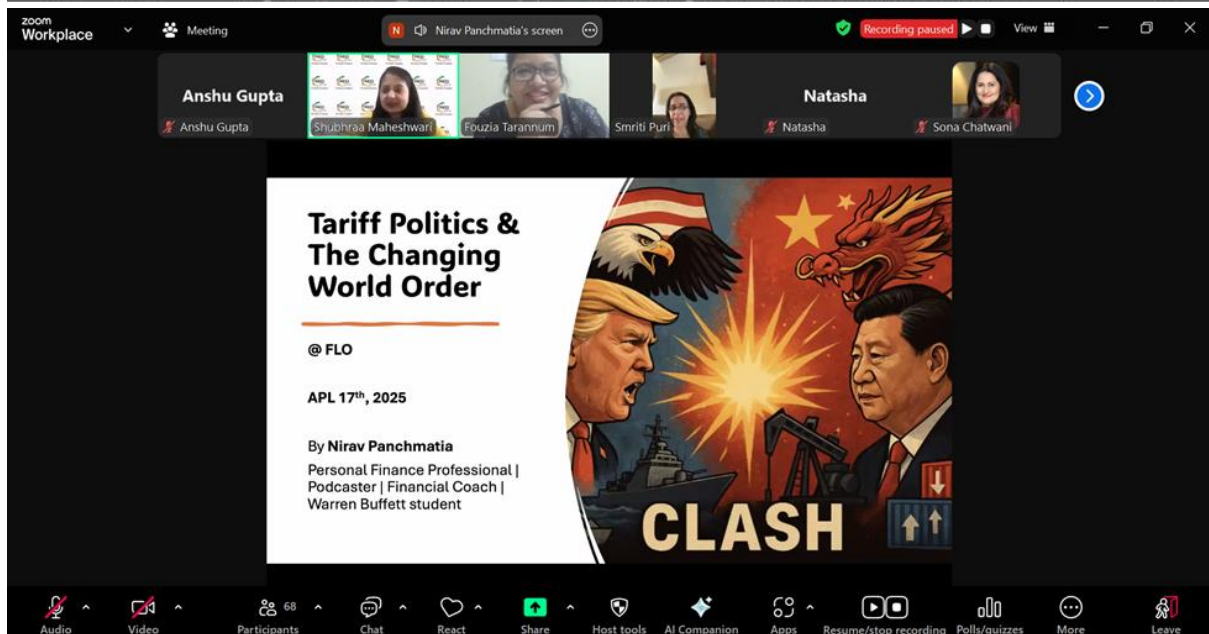 zoom
Workplace
Meeting
N
Nirav Panchmatia's screen
Recording paused
View
Anshu Gupta
Anshu Gupta
Shubhraa Maheshwari
Fouzia Tarannum
Smriti Puri
Natasha
Natasha
Sona Chatwani
Tariff Politics &
The Changing
World Order
@ FLO
APL 17th, 2025
By Nirav Panchmatia
Personal Finance Professional |
Podcaster | Financial Coach |
Warren Buffett student
CLASH
Audio
Video
68
Participants
Chat
React
Share
Host tools
AI Companion
Apps
Resume/stop recording
Polls/quizzes
More
Leave